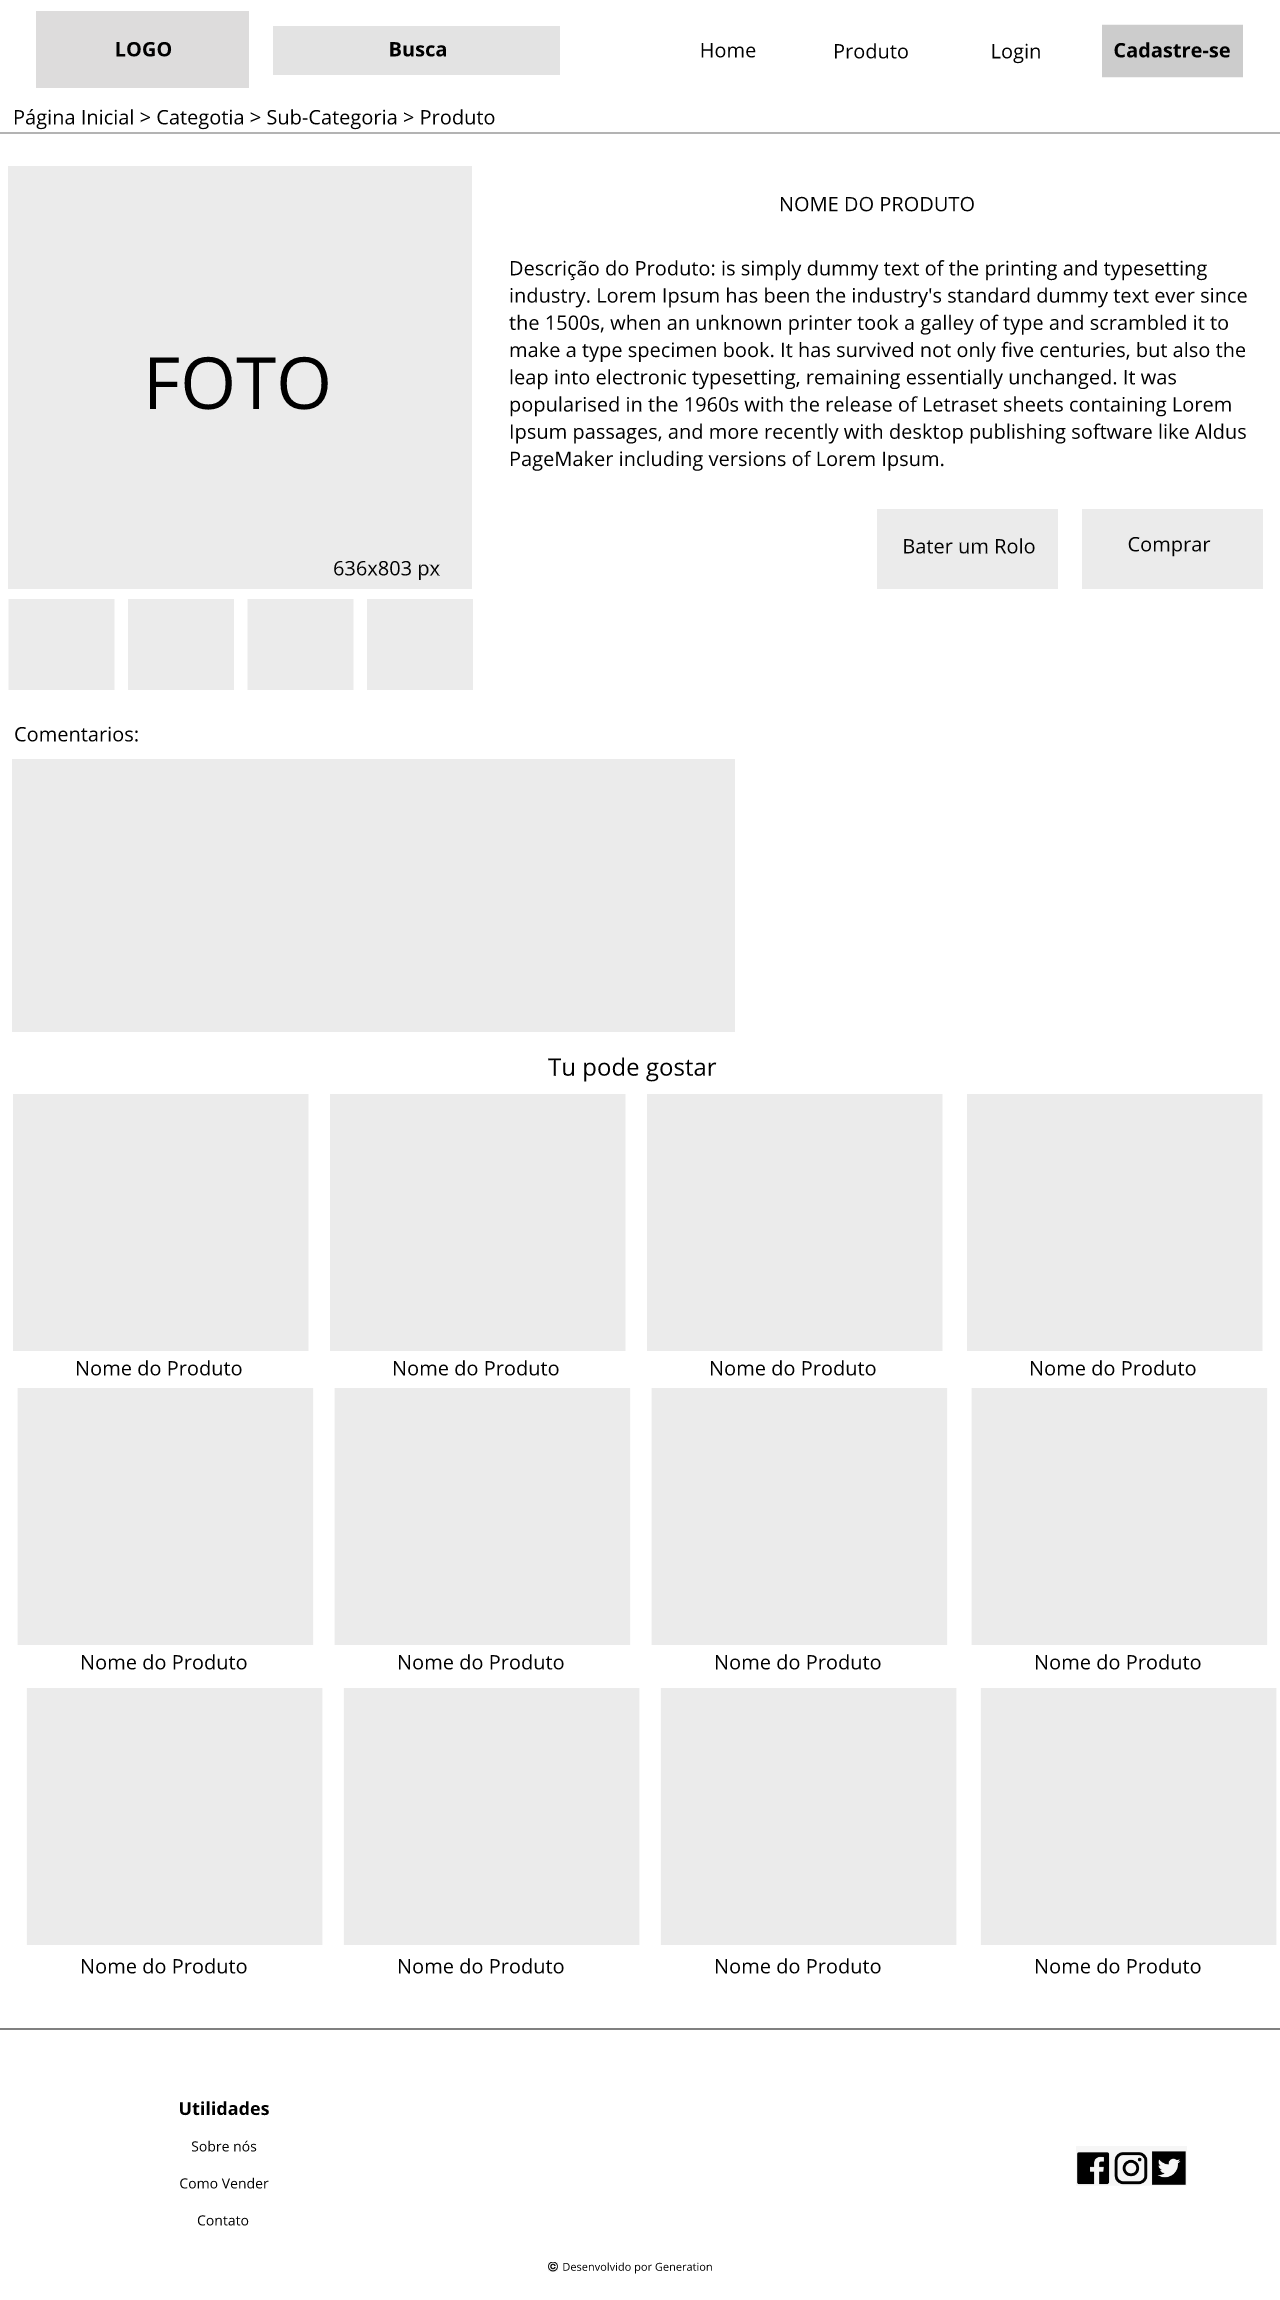 LOGO
Busca
Home
Produto
Login
Cadastre-se
Página Inicial > Categotia > Sub-Categoria > Produto
FOTO
636x803 px
NOME DO PRODUTO
Descrição do Produto: is simply dummy text of the printing and typesetting
industry. Lorem Ipsum has been the industry's standard dummy text ever since
the 1500s, when an unknown printer took a galley of type and scrambled it to
make a type specimen book. It has survived not only five centuries, but also the
leap into electronic typesetting, remaining essentially unchanged. It was
popularised in the 1960s with the release of Letraset sheets containing Lorem
Ipsum passages, and more recently with desktop publishing software like Aldus
PageMaker including versions of Lorem Ipsum.
Bater um Rolo
Comprar
Comentarios:
Tu pode gostar
Nome do Produto
Nome do Produto
Nome do Produto
Nome do Produto
Nome do Produto
Nome do Produto
Nome do Produto
Nome do Produto
Nome do Produto
Nome do Produto
Nome do Produto
Nome do Produto
Utilidades
Sobre nós
Como Vender
Contato
© Desenvolvido por Generation